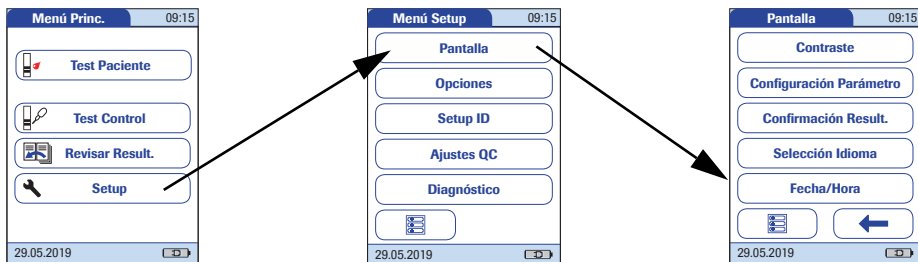 Menú Princ. 09:15
Test Paciente
Test Control
Revisar Result.
Setup
29.05.2019
Menú Setup 09:15
Pantalla
Opciones
Setup ID
Ajustes QC
Diagnóstico
29.05.2019
Pantalla 09:15
Contraste
Configuración Parámetro
Confirmación Result.
Selección Idioma
Fecha/Hora
29.05.2019